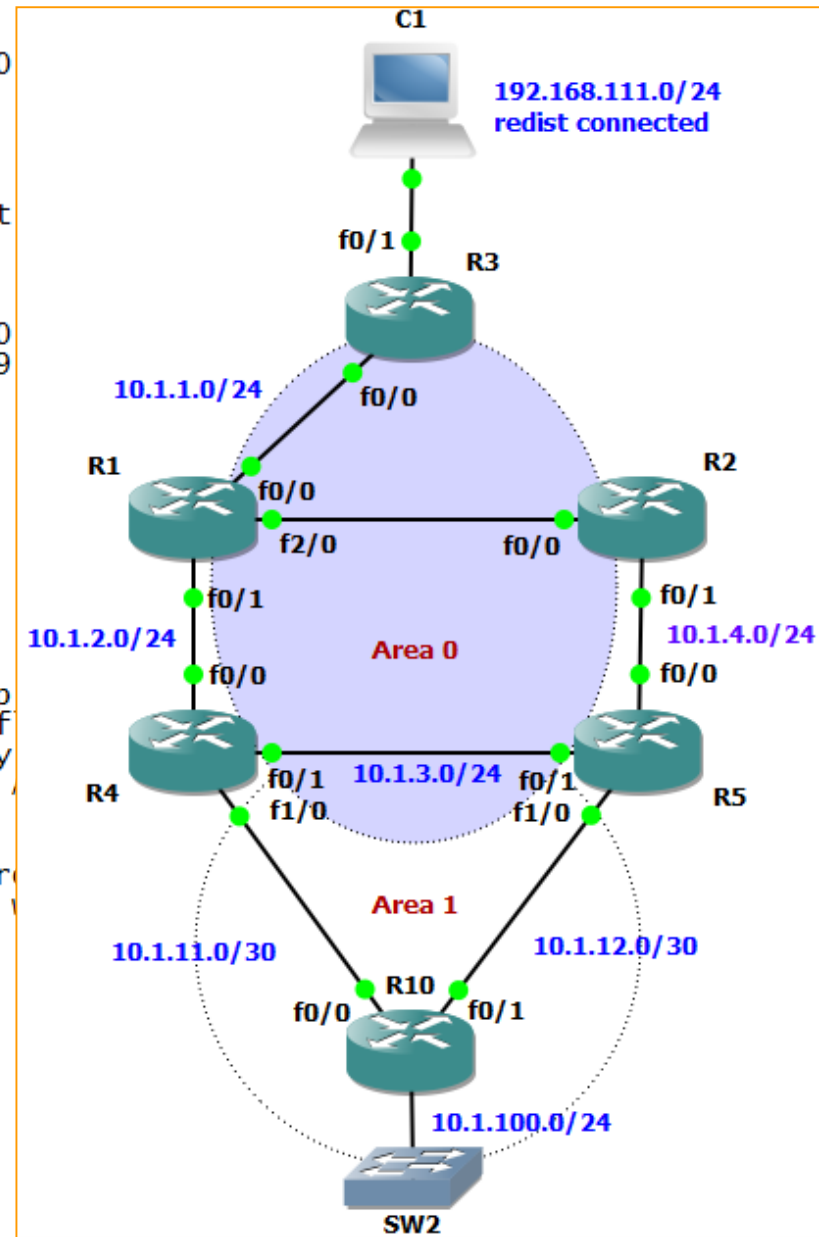 C1
192.168.111.0/24
redist connected
f0/1
R3
10.1.1.0/24
f0/0
R1
R2
f0/0
f2/0
f0/0
f0/1
f0/1
10.1.2.0/24
Area 0
10.1.4.0/24
f0/0
f0/0
R4
f0/1
10.1.3.0/24
f0/1
R5
f1/0
f1/0
Area 1
10.1.11.0/30
10.1.12.0/30
R10
f0/0
f0/1
10.1.100.0/24
SW2